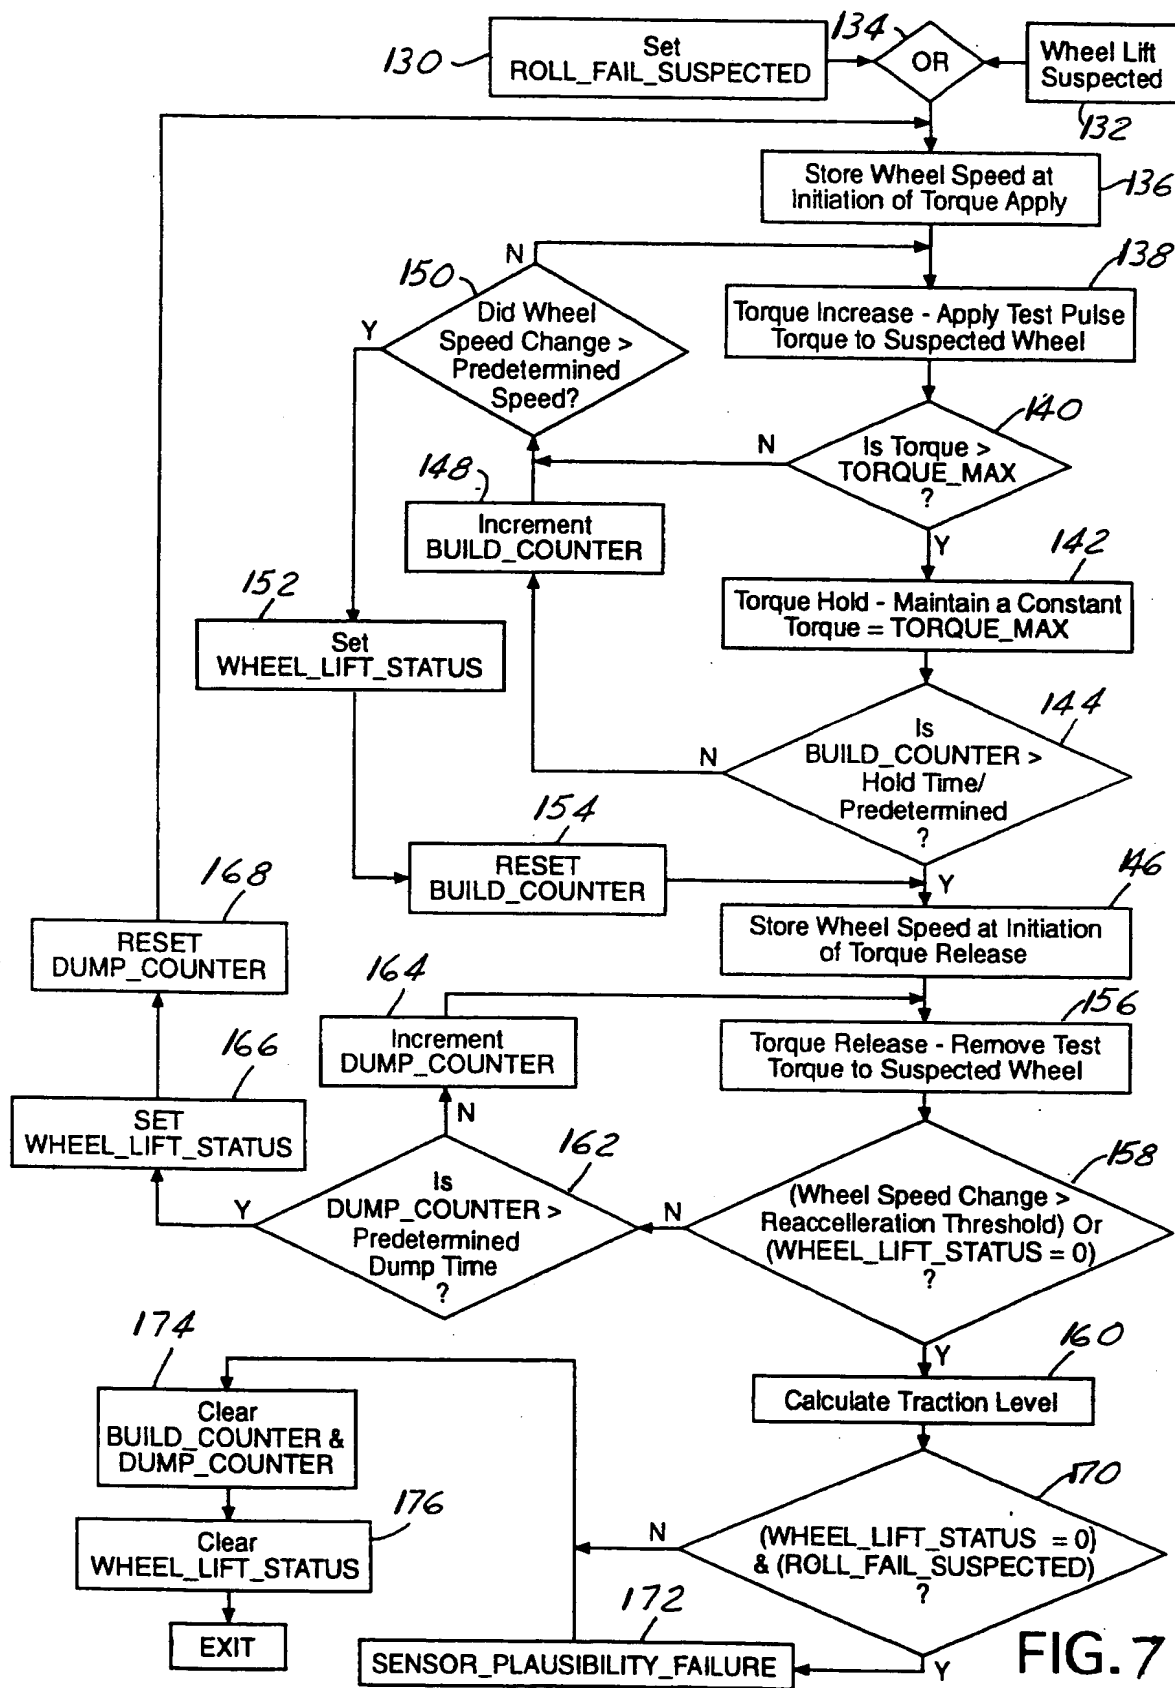 134
130
Set
ROLL_FAIL_SUSPECTED
OR
Wheel Lift
Suspected
132
Store Wheel Speed at
Initiation of Torque Apply
136
N
150
138
Did Wheel
Speed Change >
Predetermined
Speed?
Y
Torque Increase - Apply Test Pulse
Torque to Suspected Wheel
140
N
Is Torque >
TORQUE_MAX
?
148
Increment
BUILD_COUNTER
Y
142
152
Torque Hold - Maintain a Constant
Torque = TORQUE_MAX
Set
WHEEL_LIFT_STATUS
144
N
Is
BUILD_COUNTER >
Hold Time/
Predetermined
?
154
RESET
BUILD_COUNTER
Y
146
168
RESET
DUMP_COUNTER
Store Wheel Speed at Initiation
of Torque Release
164
156
Increment
DUMP_COUNTER
Torque Release - Remove Test
Torque to Suspected Wheel
166
SET
WHEEL_LIFT_STATUS
N
162
158
Y
Is
DUMP_COUNTER >
Predetermined
Dump Time
?
N
(Wheel Speed Change >
Reaccelleration Threshold) Or
(WHEEL_LIFT_STATUS = 0)
?
174
Y
160
Clear
BUILD_COUNTER &
DUMP_COUNTER
Calculate Traction Level
170
176
Clear
WHEEL_LIFT_STATUS
N
(WHEEL_LIFT_STATUS = 0)
& (ROLL_FAIL_SUSPECTED)
?
172
EXIT
SENSOR_PLAUSIBILITY_FAILURE
Y
FIG. 7